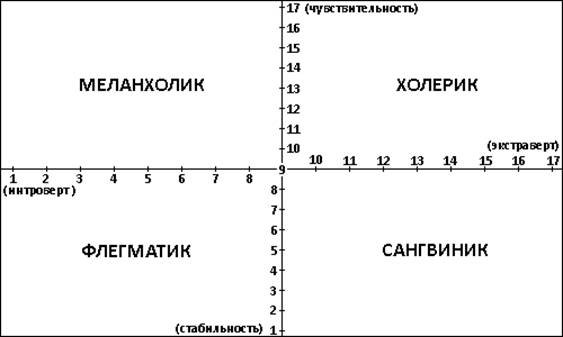 17 (чувствительность)
16
15
14
МЕЛАНХОЛИК 13 ХОЛЕРИК
12
11
10 (экстраверт)
1 2 3 4 5 6 7 8 9 10 11 12 13 14 15 16 17
(интроверт) 8
7
6
ФЛЕГМАТИК 5 САНГВИНИК
4
3
2
(стабильность) 1